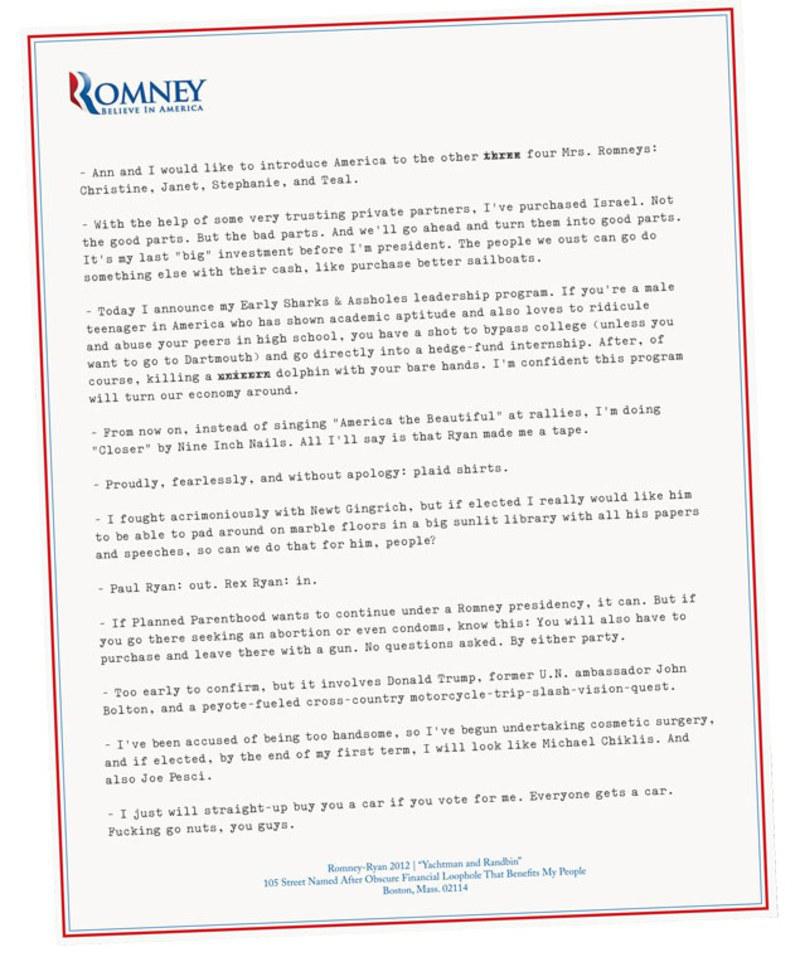 ROMNEY
BELIEVE IN AMERICA
- Ann and I would like to introduce America to the other three four Mrs. Romneys:
Christine, Janet, Stephanie, and Teal.
- With the help of some very trusting private partners, I've purchased Israel. Not
the good parts. But the bad parts. And we'll go ahead and turn them into good parts.
It's my last "big" investment before I'm president. The people we oust can go do
something else with their cash, like purchase better sailboats.
- Today I announce my Early Sharks & Assholes leadership program. If you're a male
teenager in America who has shown academic aptitude and also loves to ridicule
and abuse your peers in high school, you have a shot to bypass college (unless you
want to go to Dartmouth) and go directly into a hedge-fund internship. After, of
course, killing a dolphin with your bare hands. I'm confident this program
will turn our economy around.
- From now on, instead of singing "America the Beautiful" at rallies, I'm doing
"Closer" by Nine Inch Nails. All I'll say is that Ryan made me a tape.
- Proudly, fearlessly, and without apology: plaid shirts.
- I fought acrimoniously with Newt Gingrich, but if elected I really would like him
to be able to pad around on marble floors in a big sunlit library with all his papers
and speeches, so can we do that for him, people?
- Paul Ryan: out. Rex Ryan: in.
- If Planned Parenthood wants to continue under a Romney presidency, it can. But if
you go there seeking an abortion or even condoms, know this: You will also have to
purchase and leave there with a gun. No questions asked. By either party.
- Too early to confirm, but it involves Donald Trump, former U.N. ambassador John
Bolton, and a peyote-fueled cross-country motorcycle-trip-slash-vision-quest.
- I've been accused of being too handsome, so I've begun undertaking cosmetic surgery,
and if elected, by the end of my first term, I will look like Michael Chiklis. And
also Joe Pesci.
- I just will straight-up buy you a car if you vote for me. Everyone gets a car.
Fucking go nuts, you guys.
Romney-Ryan 2012 | "Yachtman and Randbin"
105 Street Named After Obscure Financial Loophole That Benefits My People
Boston, Mass. 02114